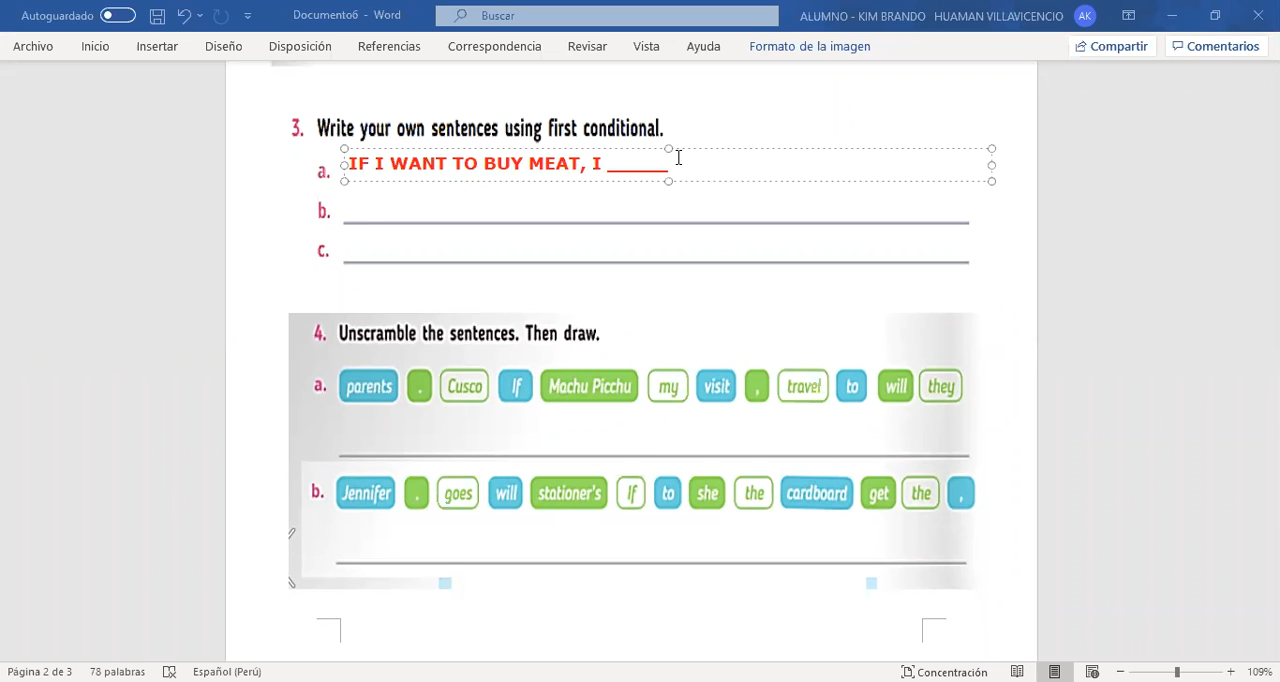 Autoguardado
Documento6 - Word
Buscar
ALUMNO - KIM BRANDO HUAMAN VILLAVICENCIO AK
Archivo Inicio Insertar Diseño Disposición Referencias Correspondencia Revisar Vista Ayuda Formato de la imagen Compartir Comentarios
3. Write your own sentences using first conditional.
a. IF I WANT TO BUY MEAT, I ______
b.
c.
4. Unscramble the sentences. Then draw.
a. parents . Cusco If Machu Picchu my visit , travel to will they
b. Jennifer . goes will stationer's If to she the cardboard get the ,
Página 2 de 3 78 palabras Español (Perú) Concentración 109%